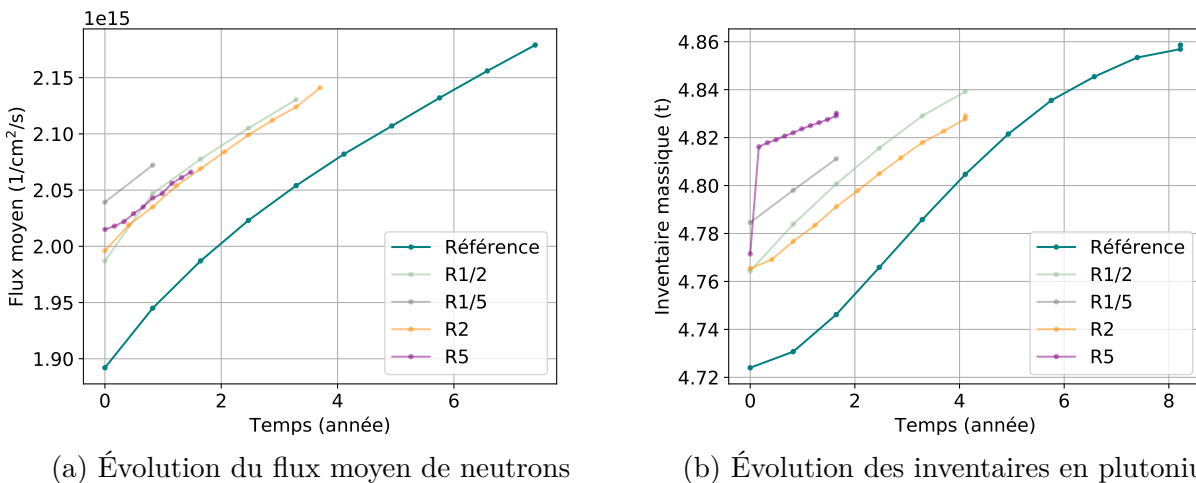 1e15
Flux moyen (1/cm²/s)
2.15
2.10
2.05
2.00
1.95
1.90
0 2 4 6
Temps (année)
Référence
R1/2
R1/5
R2
R5
(a) Évolution du flux moyen de neutrons
Inventaire massique (t)
4.86
4.84
4.82
4.80
4.78
4.76
4.74
4.72
0 2 4 6 8
Temps (année)
Référence
R1/2
R1/5
R2
R5
(b) Évolution des inventaires en